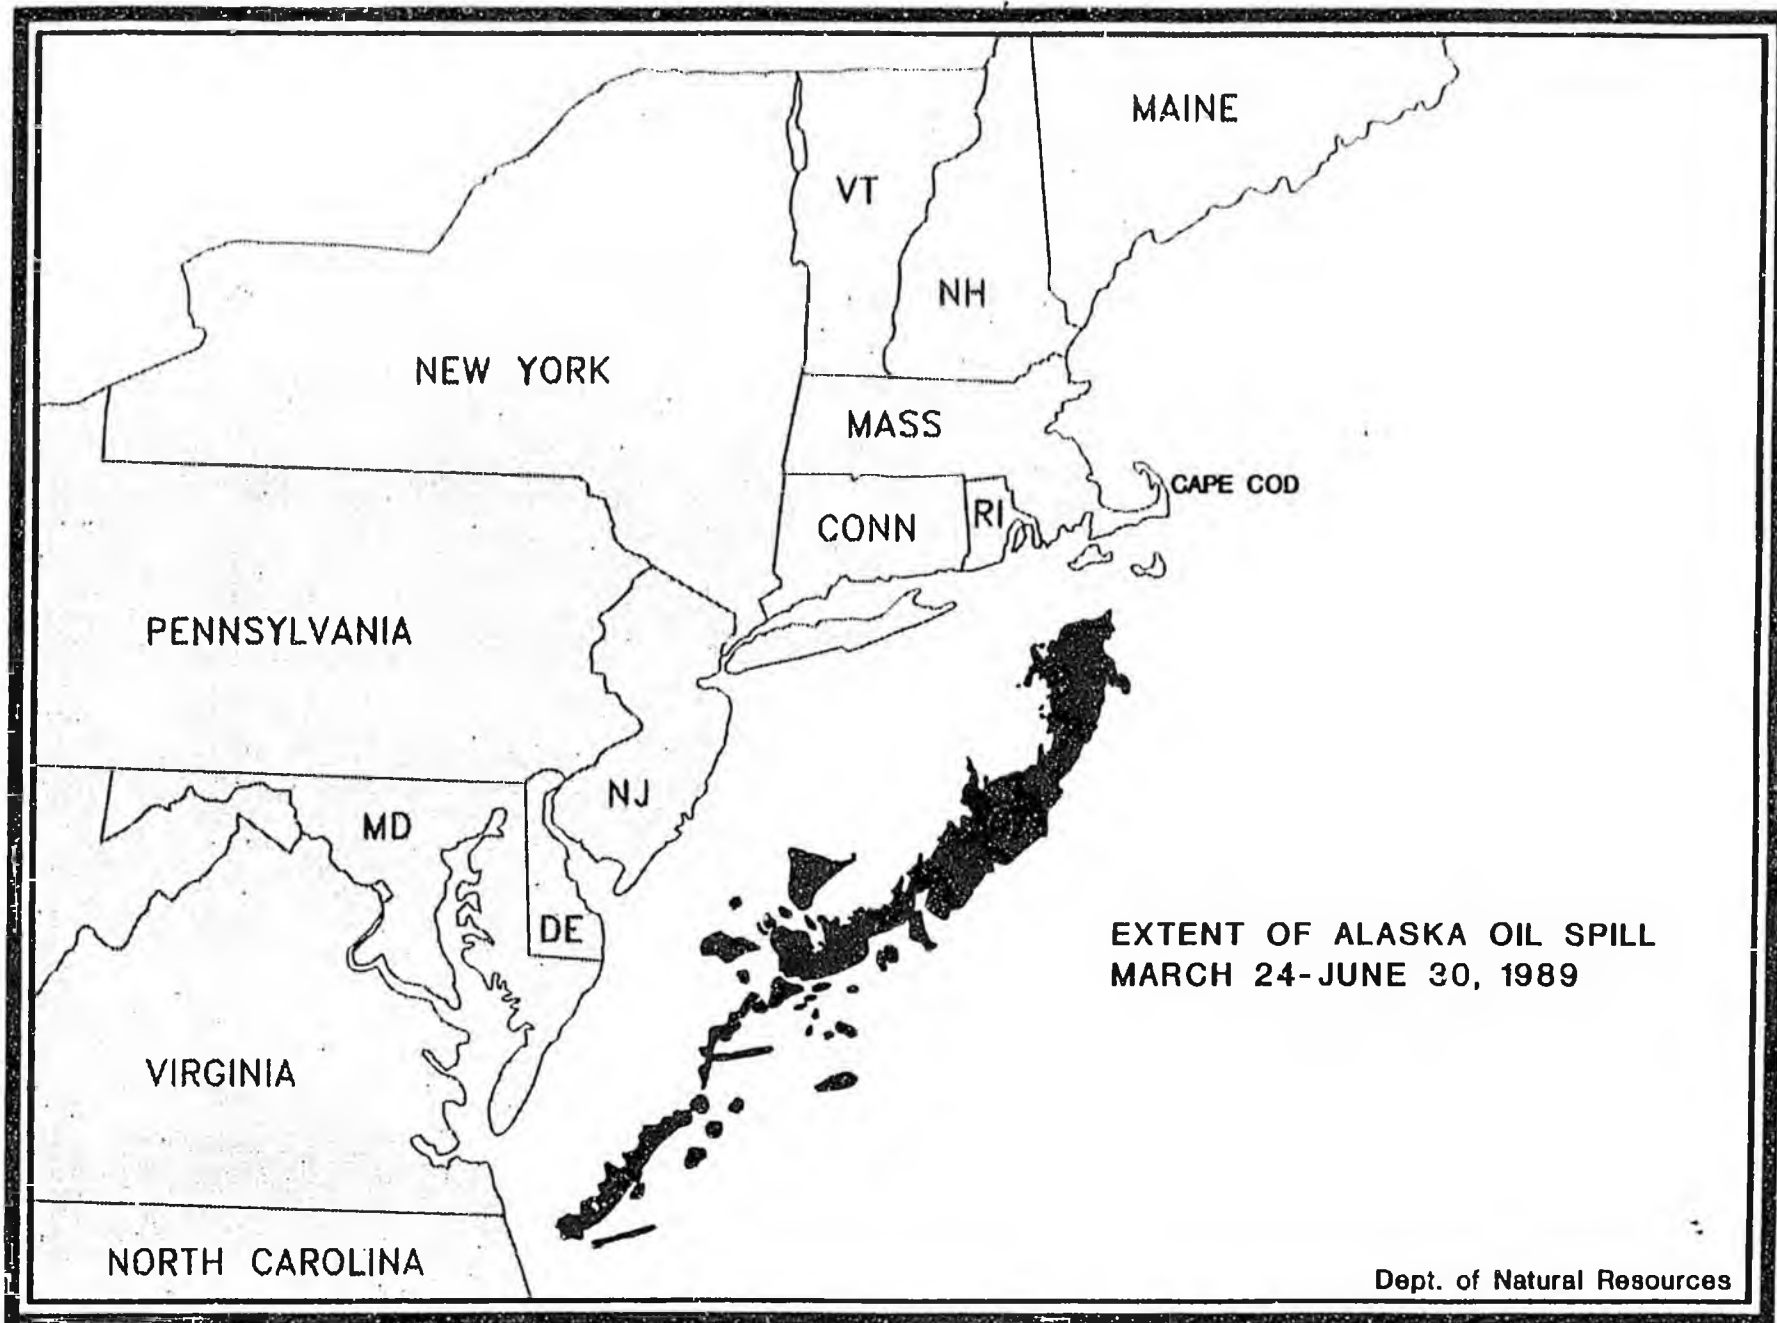 MAINE
VT
NH
NEW YORK
MASS
CAPE COD
CONN
RI
PENNSYLVANIA
NJ
MD
DE
EXTENT OF ALASKA OIL SPILL
MARCH 24-JUNE 30, 1989
VIRGINIA
NORTH CAROLINA
Dept. of Natural Resources